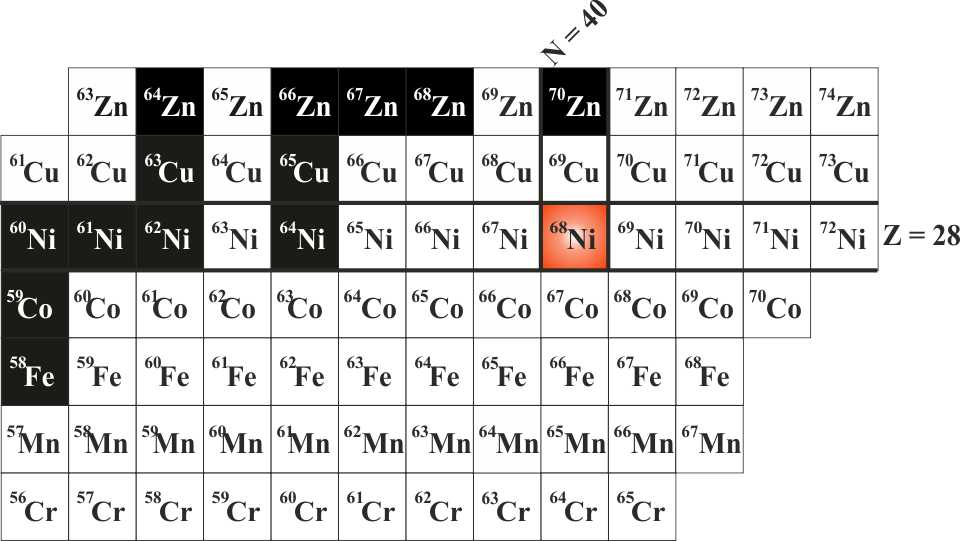 N = 40
63Zn 64Zn 65Zn 66Zn 67Zn 68Zn 69Zn 70Zn 71Zn 72Zn 73Zn 74Zn
61Cu 62Cu 63Cu 64Cu 65Cu 66Cu 67Cu 68Cu 69Cu 70Cu 71Cu 72Cu 73Cu
60Ni 61Ni 62Ni 63Ni 64Ni 65Ni 66Ni 67Ni 68Ni 69Ni 70Ni 71Ni 72Ni Z = 28
59Co 60Co 61Co 62Co 63Co 64Co 65Co 66Co 67Co 68Co 69Co 70Co
58Fe 59Fe 60Fe 61Fe 62Fe 63Fe 64Fe 65Fe 66Fe 67Fe 68Fe
57Mn 58Mn 59Mn 60Mn 61Mn 62Mn 63Mn 64Mn 65Mn 66Mn 67Mn
56Cr 57Cr 58Cr 59Cr 60Cr 61Cr 62Cr 63Cr 64Cr 65Cr